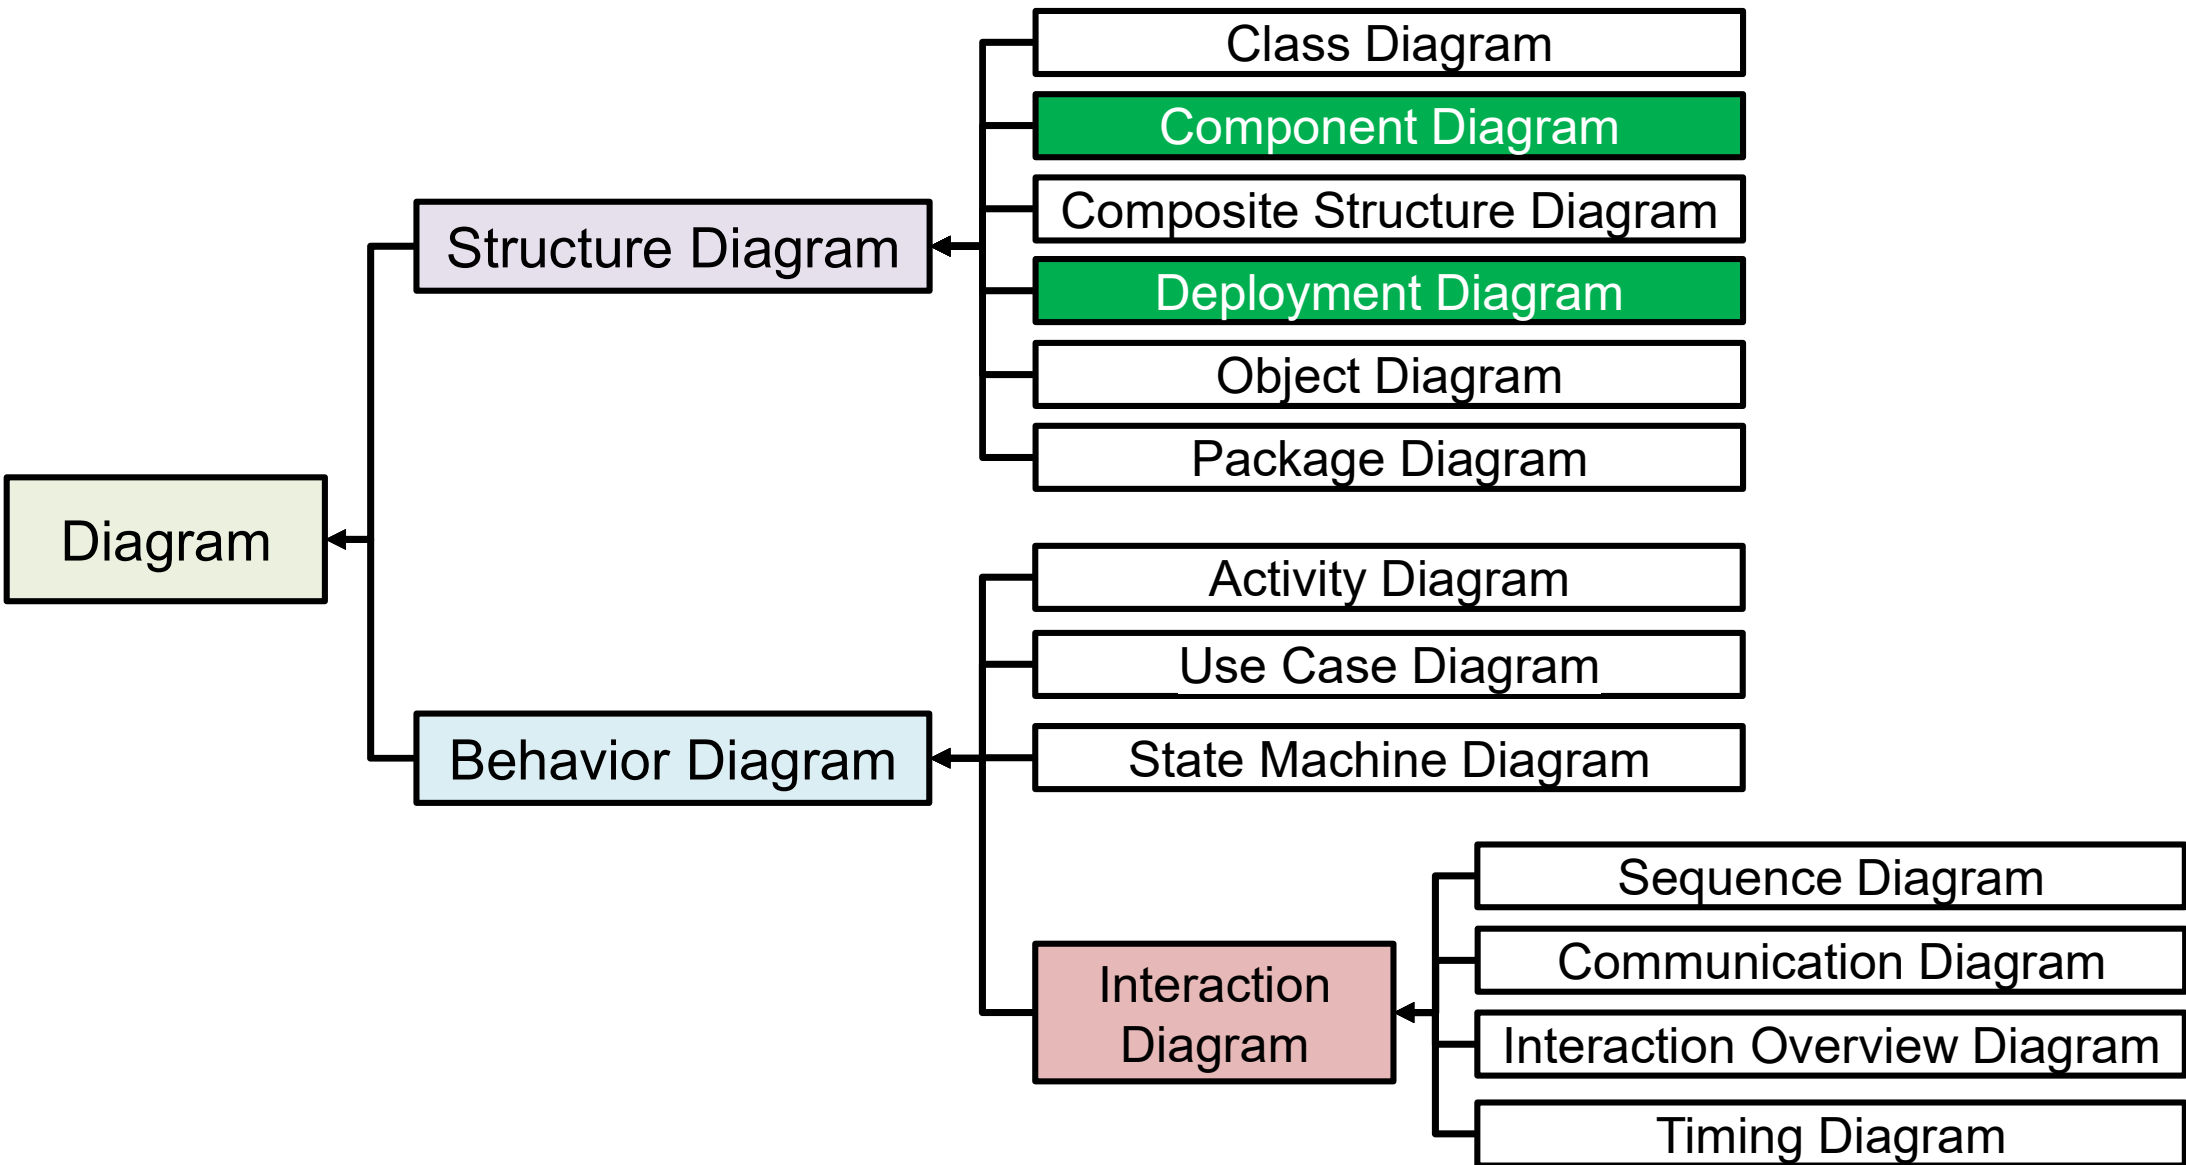 Class Diagram
Component Diagram
Composite Structure Diagram
Structure Diagram
Deployment Diagram
Object Diagram
Package Diagram
Diagram
Activity Diagram
Use Case Diagram
Behavior Diagram
State Machine Diagram
Sequence Diagram
Communication Diagram
Interaction
Diagram
Interaction Overview Diagram
Timing Diagram